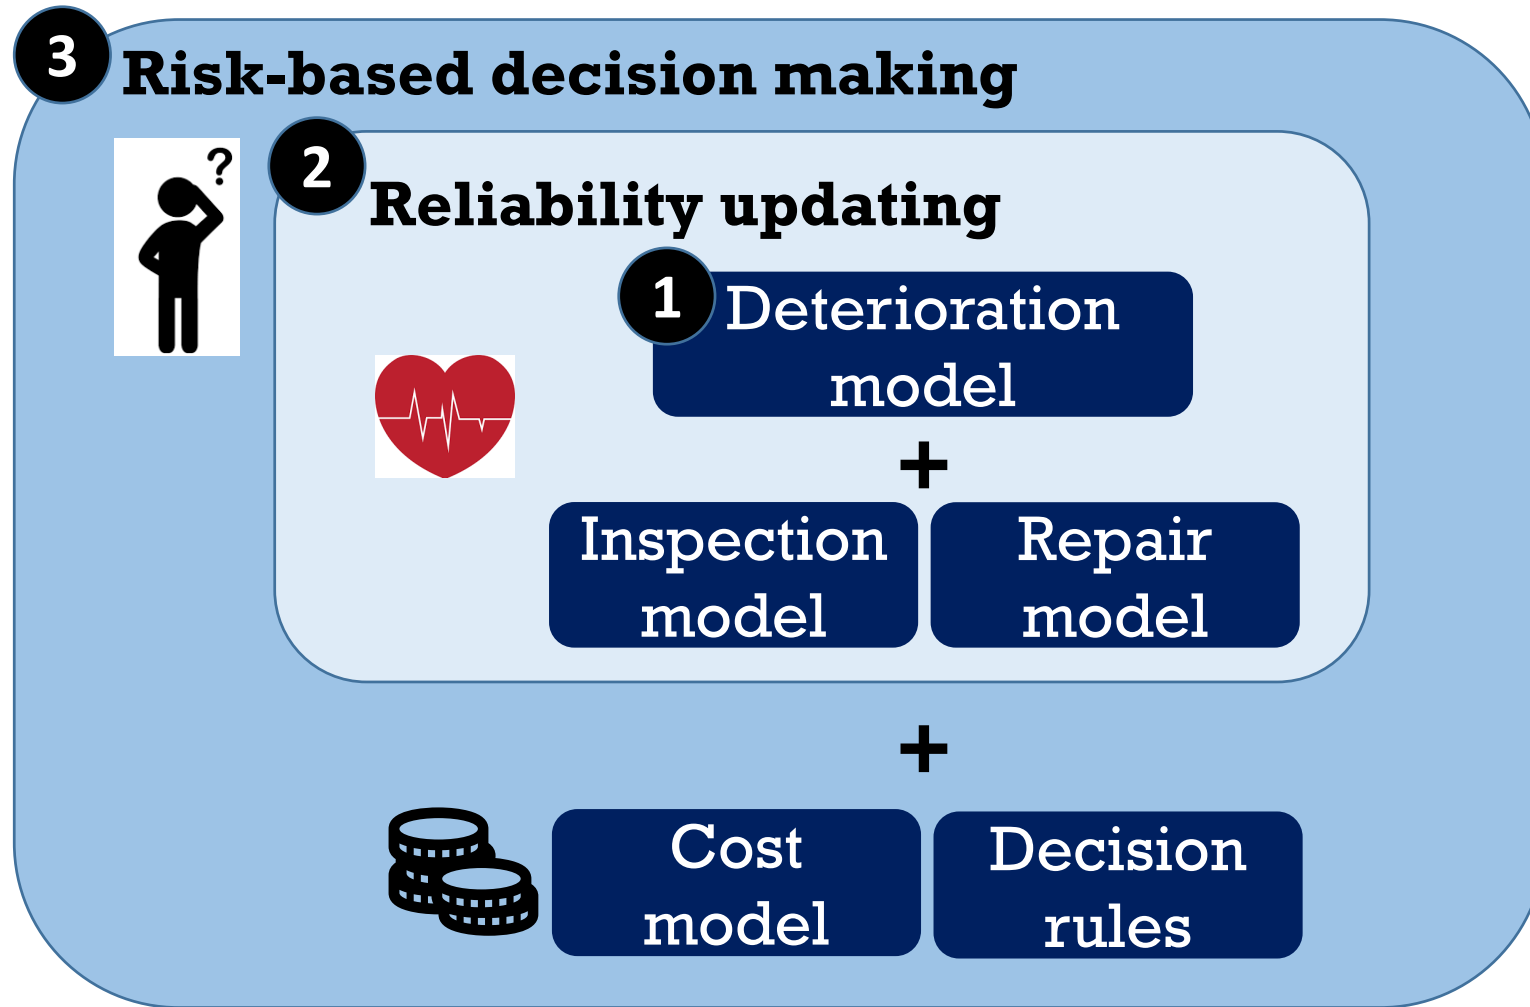 3
Risk-based decision making
?
2
Reliability updating
1
Deterioration
model
+
Inspection
model
Repair
model
+
Cost
model
Decision
rules